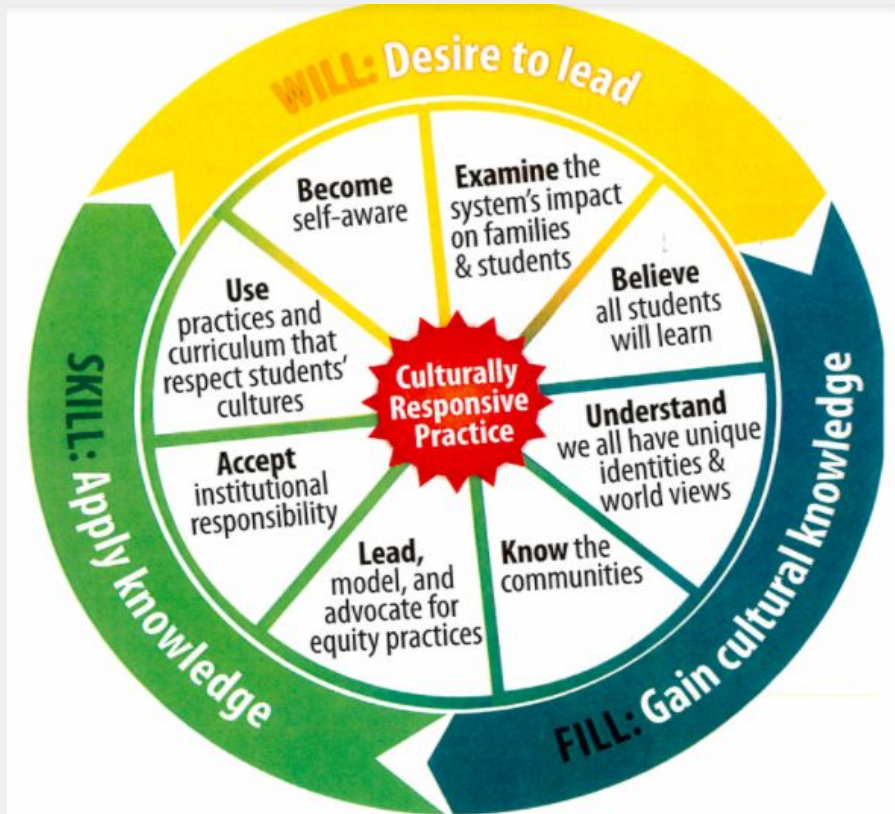 WILL: Desire to lead
Become
self-aware
Examine the
system's impact
on families
& students
Believe
all students
will learn
Understand
we all have unique
identities &
world views
Know the
communities
Lead,
model, and
advocate for
equity practices
Accept
institutional
responsibility
Use
practices and
curriculum that
respect students'
cultures
Culturally
Responsive
Practice
FILL: Gain cultural knowledge
SKILL: Apply knowledge